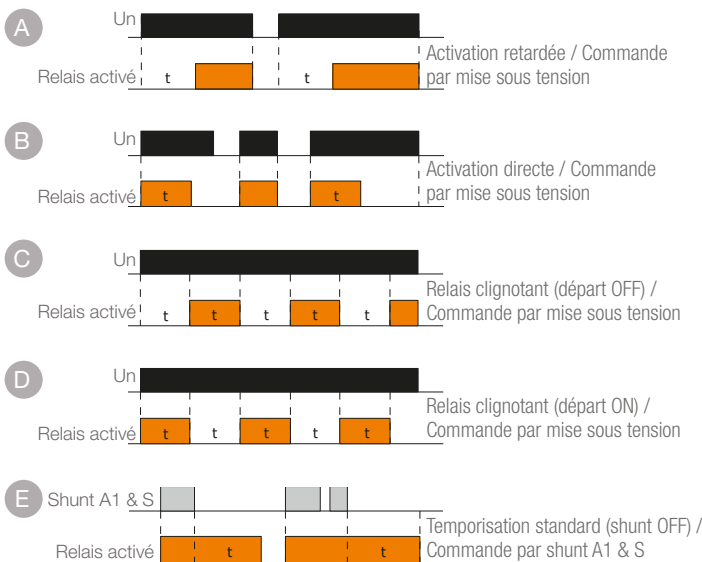 A
Un
Relais activé
t
t
Activation retardée / Commande
par mise sous tension
B
Un
Relais activé
t
t
Activation directe / Commande
par mise sous tension
C
Un
Relais activé
t
t
t
t
t
Relais clignotant (départ OFF) /
Commande par mise sous tension
D
Un
Relais activé
t
t
t
t
t
Relais clignotant (départ ON) /
Commande par mise sous tension
E
Shunt A1 & S
Relais activé
t
t
Temporisation standard (shunt OFF) /
Commande par shunt A1 & S